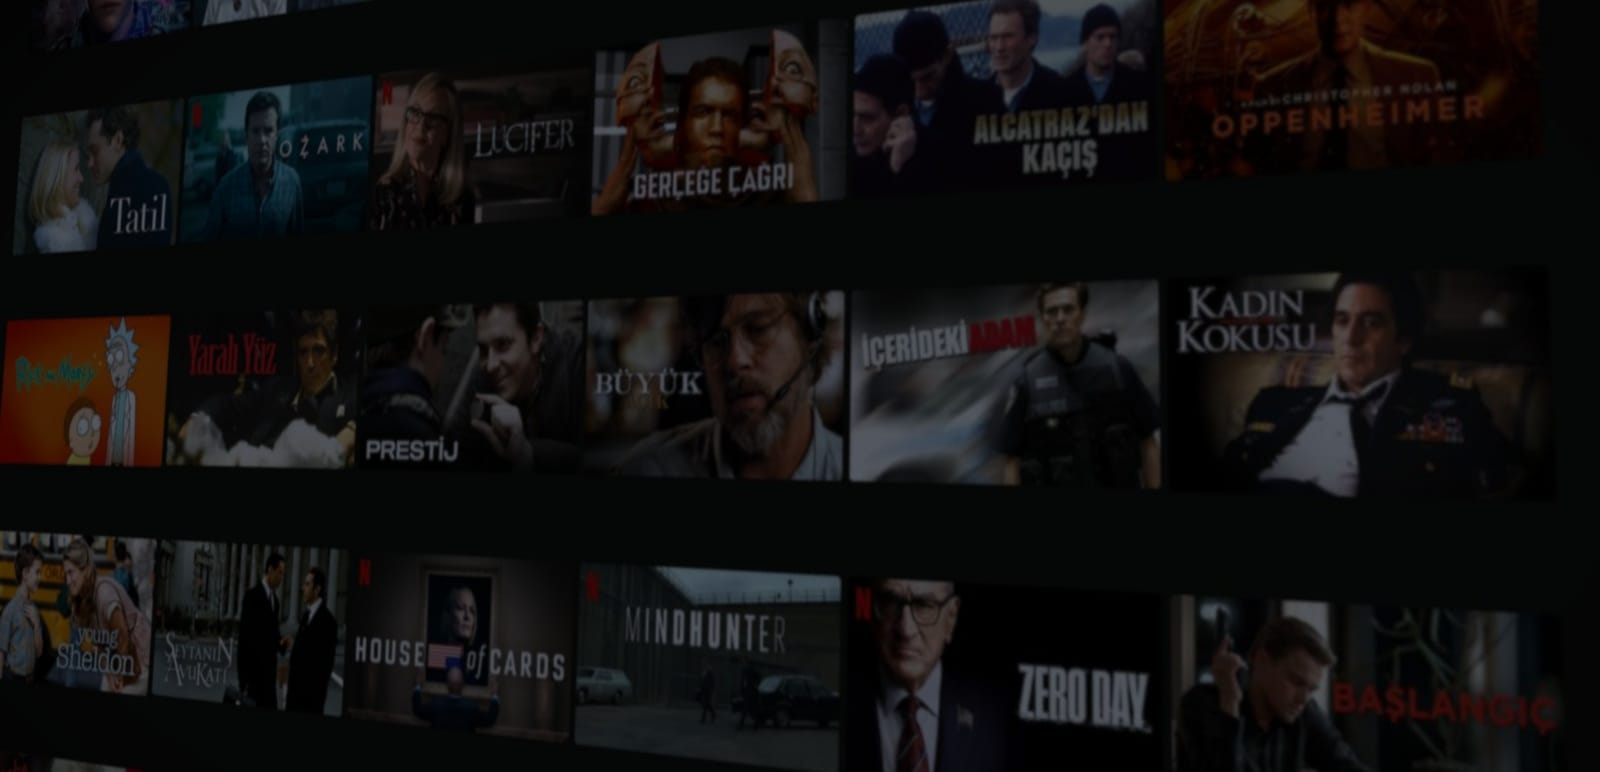 Tatil
OZARK
LUCIFER
GERÇEĞE ÇAĞRI
ALCATRAZ'DAN
KAÇIŞ
CHRISTOPHER NOLAN
OPPENHEIMER
Rick and Morty
Yaralı Yüz
PRESTİJ
BÜYÜK
İÇERİDEKİ ADAM
KADIN
KOKUSU
young
Sheldon
ŞEYTANIN
AVUKATI
HOUSE of CARDS
MINDHUNTER
ZERO DAY
BAŞLANGIÇ